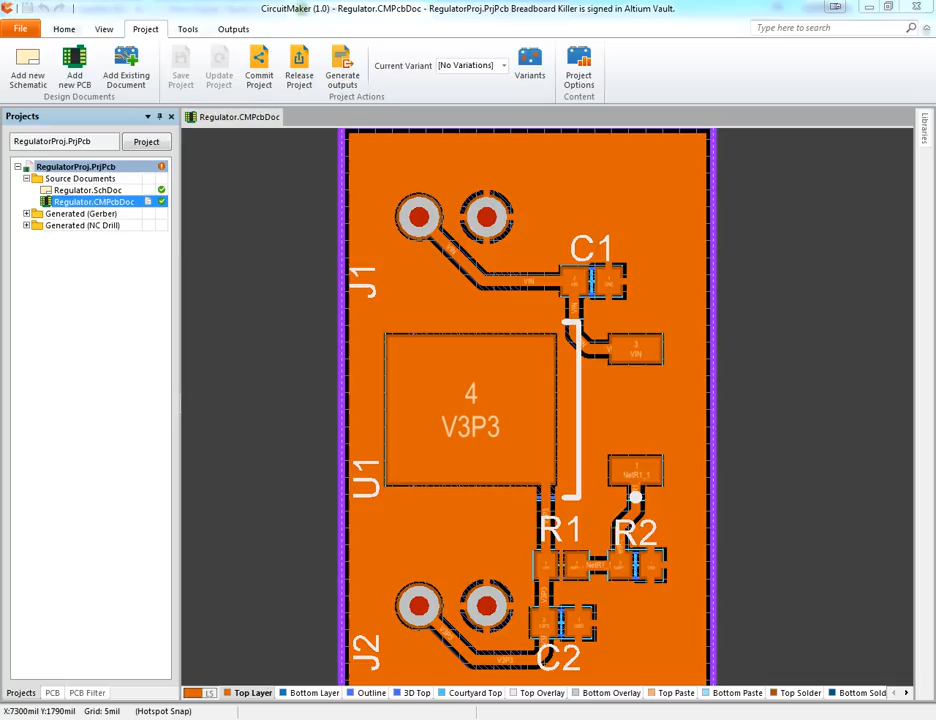 CircuitMaker (1.0) - Regulator.CMPcbDoc - RegulatorProj.PrjPcb Breadboard Killer is signed in Altium Vault.
File Home View Project Tools Outputs Type here to search
Add new Schematic
Add new PCB
Add Existing Document
Save Project
Update Project
Commit Project
Release Project
Generate outputs
Current Variant [No Variations]
Variants
Project Options
Design Documents Project Actions Content
Projects
Regulator.CMPcbDoc
Libraries
RegulatorProj.PrjPcb Project
RegulatorProj.PrjPcb
Source Documents
Regulator.SchDoc
Regulator.CMPcbDoc
Generated (Gerber)
Generated (NC Drill)
C1
J1
VIN
3
VIN
4
V3P3
U1
1
NetR1_1
R1 R2
NetR1
J2
V3P3
C2
Projects PCB PCB Filter
LS Top Layer Bottom Layer Outline 3D Top Courtyard Top Top Overlay Bottom Overlay Top Paste Bottom Paste Top Solder Bottom Sold
X:7300mil Y:1790mil Grid: 5mil (Hotspot Snap)